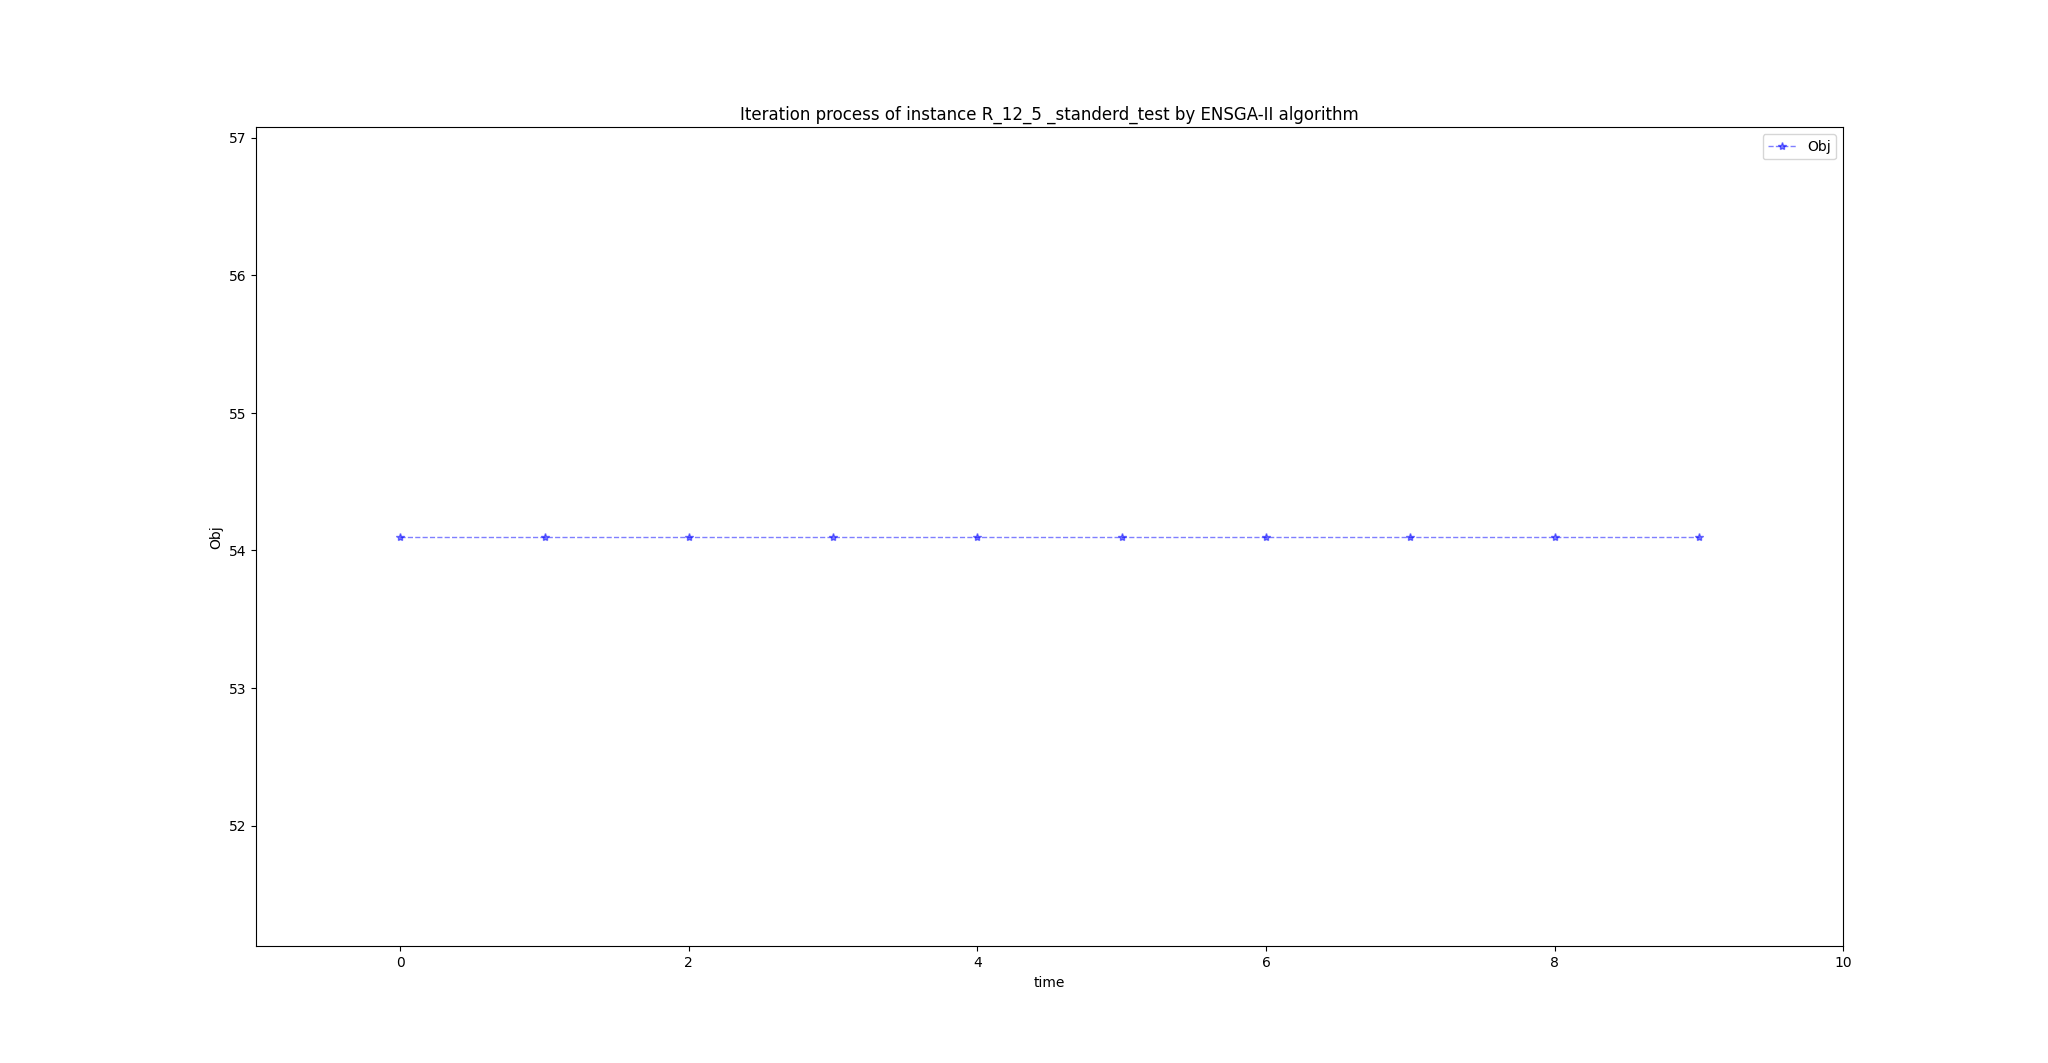 Iteration process of instance R_12_5 _standerd_test by ENSGA-II algorithm
Obj
57
56
55
54
53
52
Obj
0 2 4 6 8 10
time